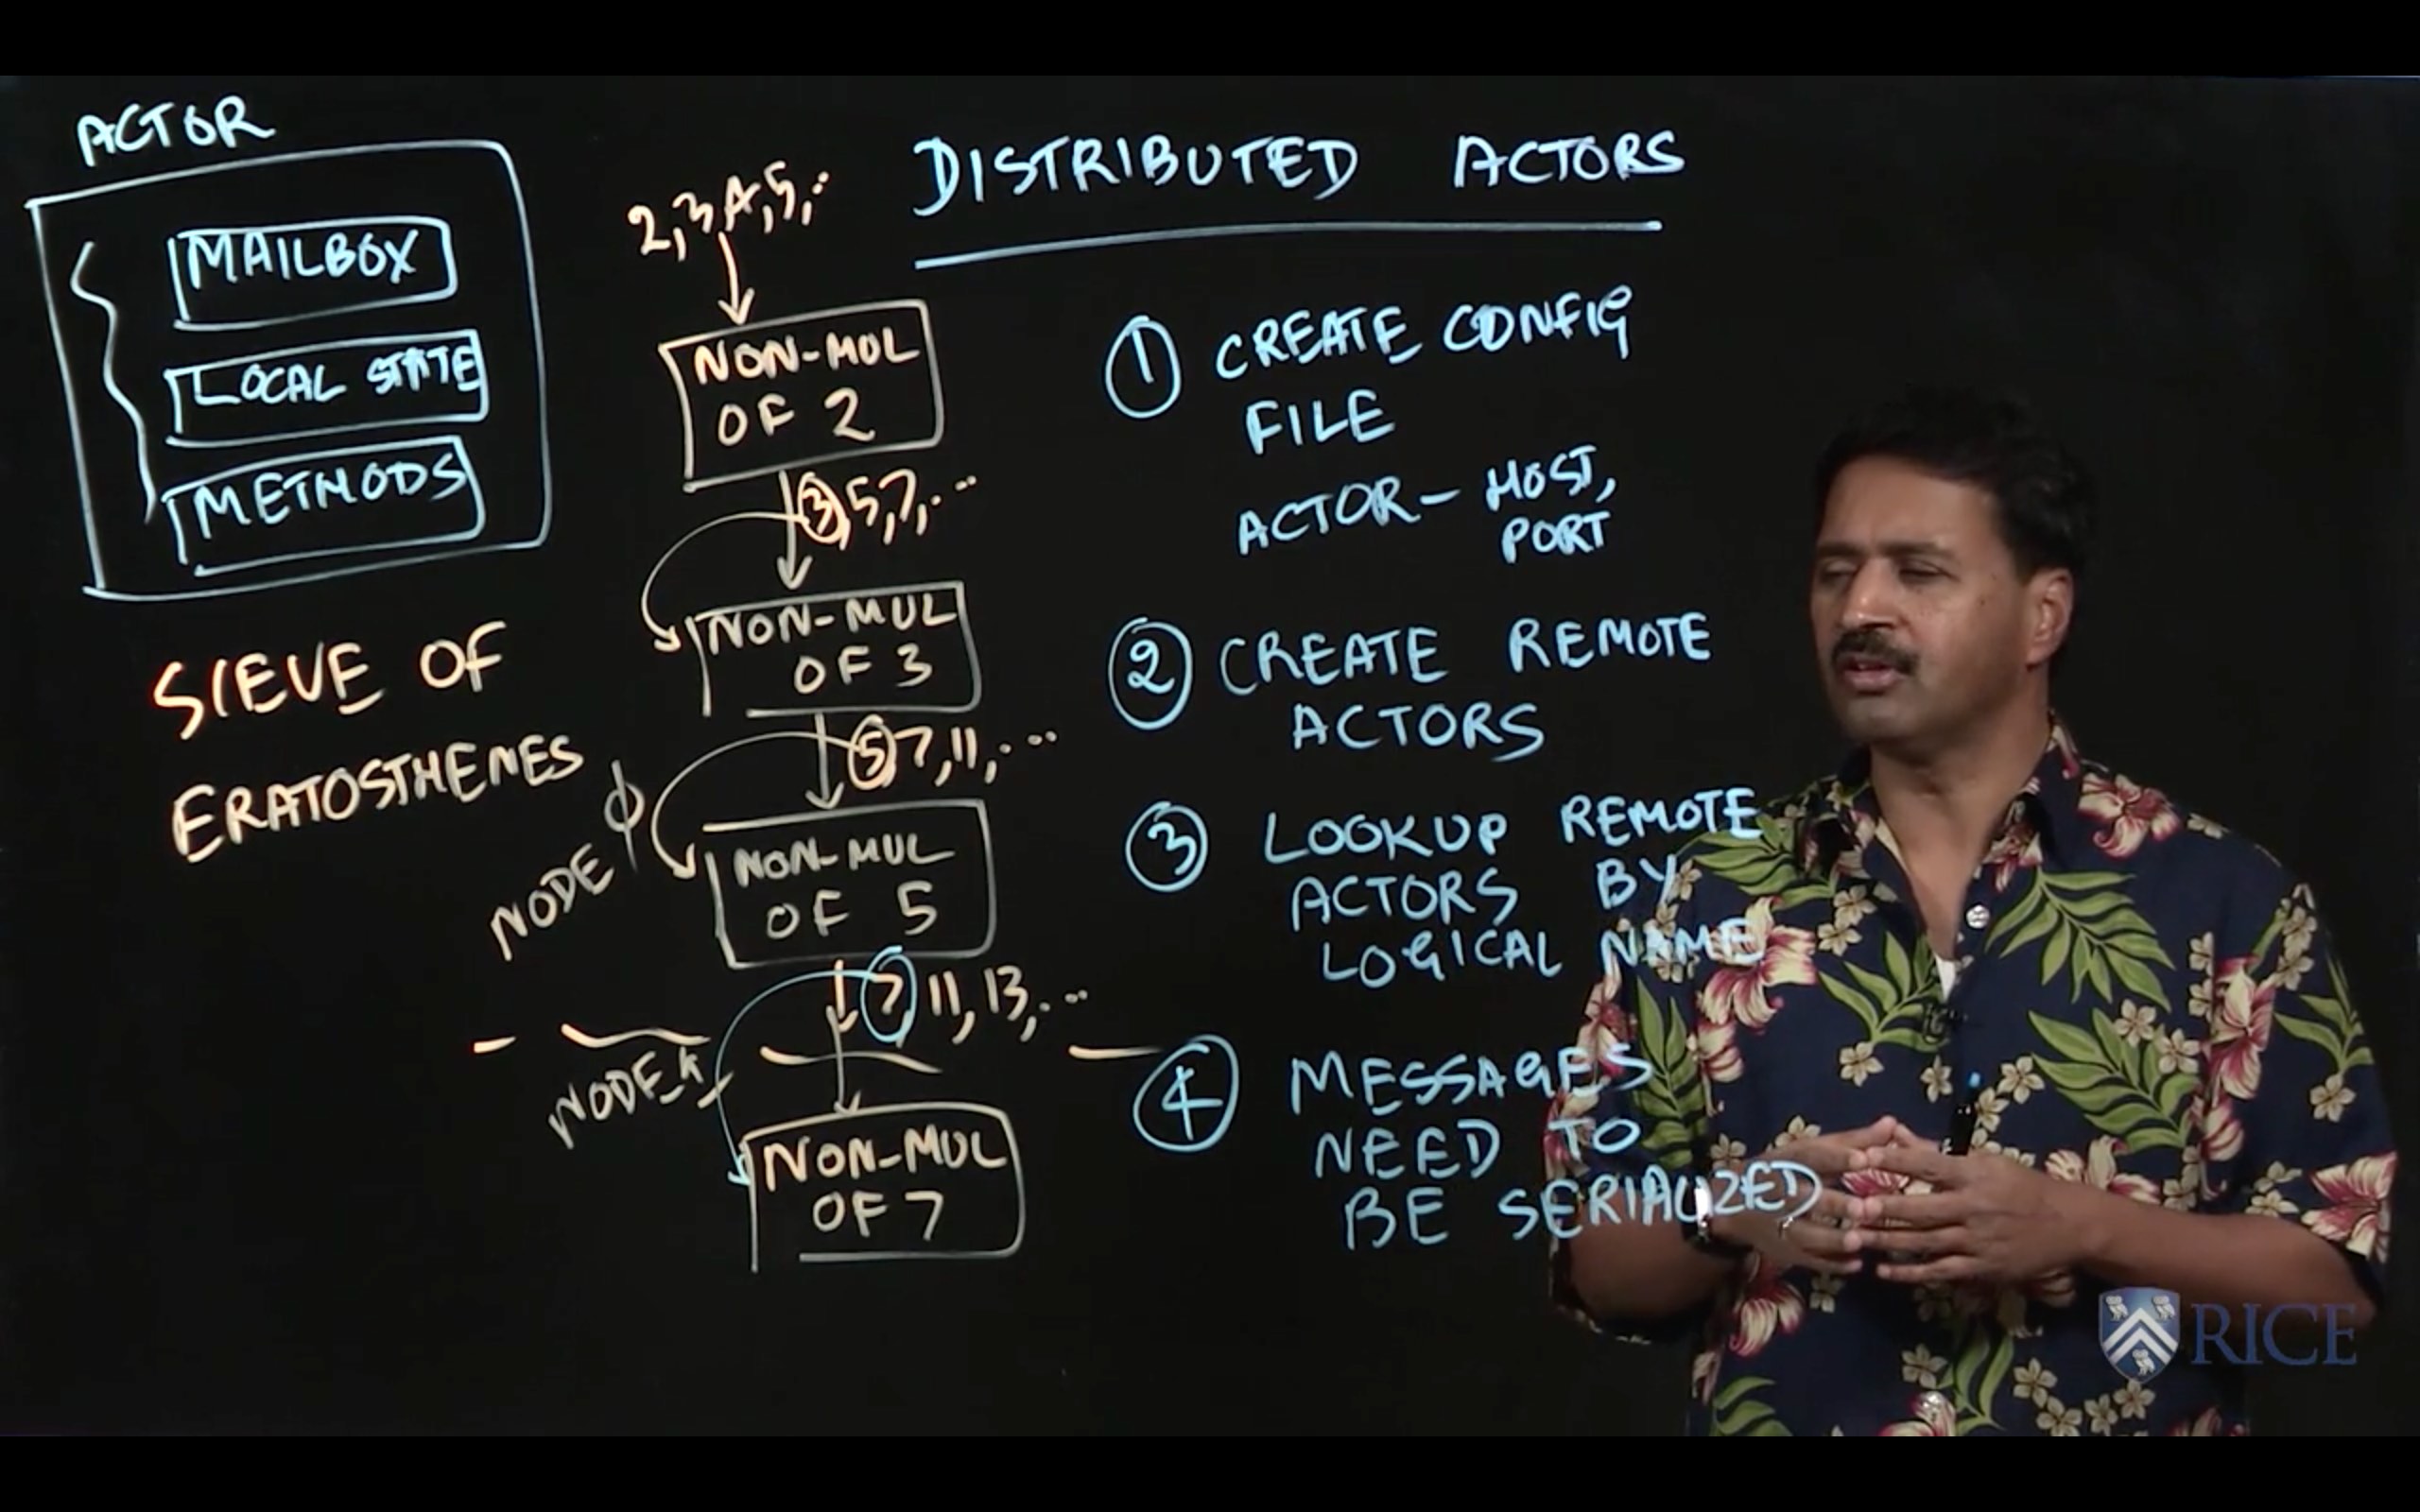 ACTOR
MAILBOX
LOCAL STATE
METHODS
SIEVE OF
ERATOSTHENES
2,3,4,5,..
NON-MUL
OF 2
3,5,7,...
NON-MUL
OF 3
5,7,11,...
NODE 0
NON-MUL
OF 5
7,11,13,...
NODE 1
NON-MUL
OF 7
DISTRIBUTED ACTORS
1 CREATE CONFIG
FILE
ACTOR - HOST,
PORT
2 CREATE REMOTE
ACTORS
3 LOOKUP REMOTE
ACTORS BY
LOGICAL NAME
4 MESSAGES
NEED TO
BE SERIALIZED
RICE